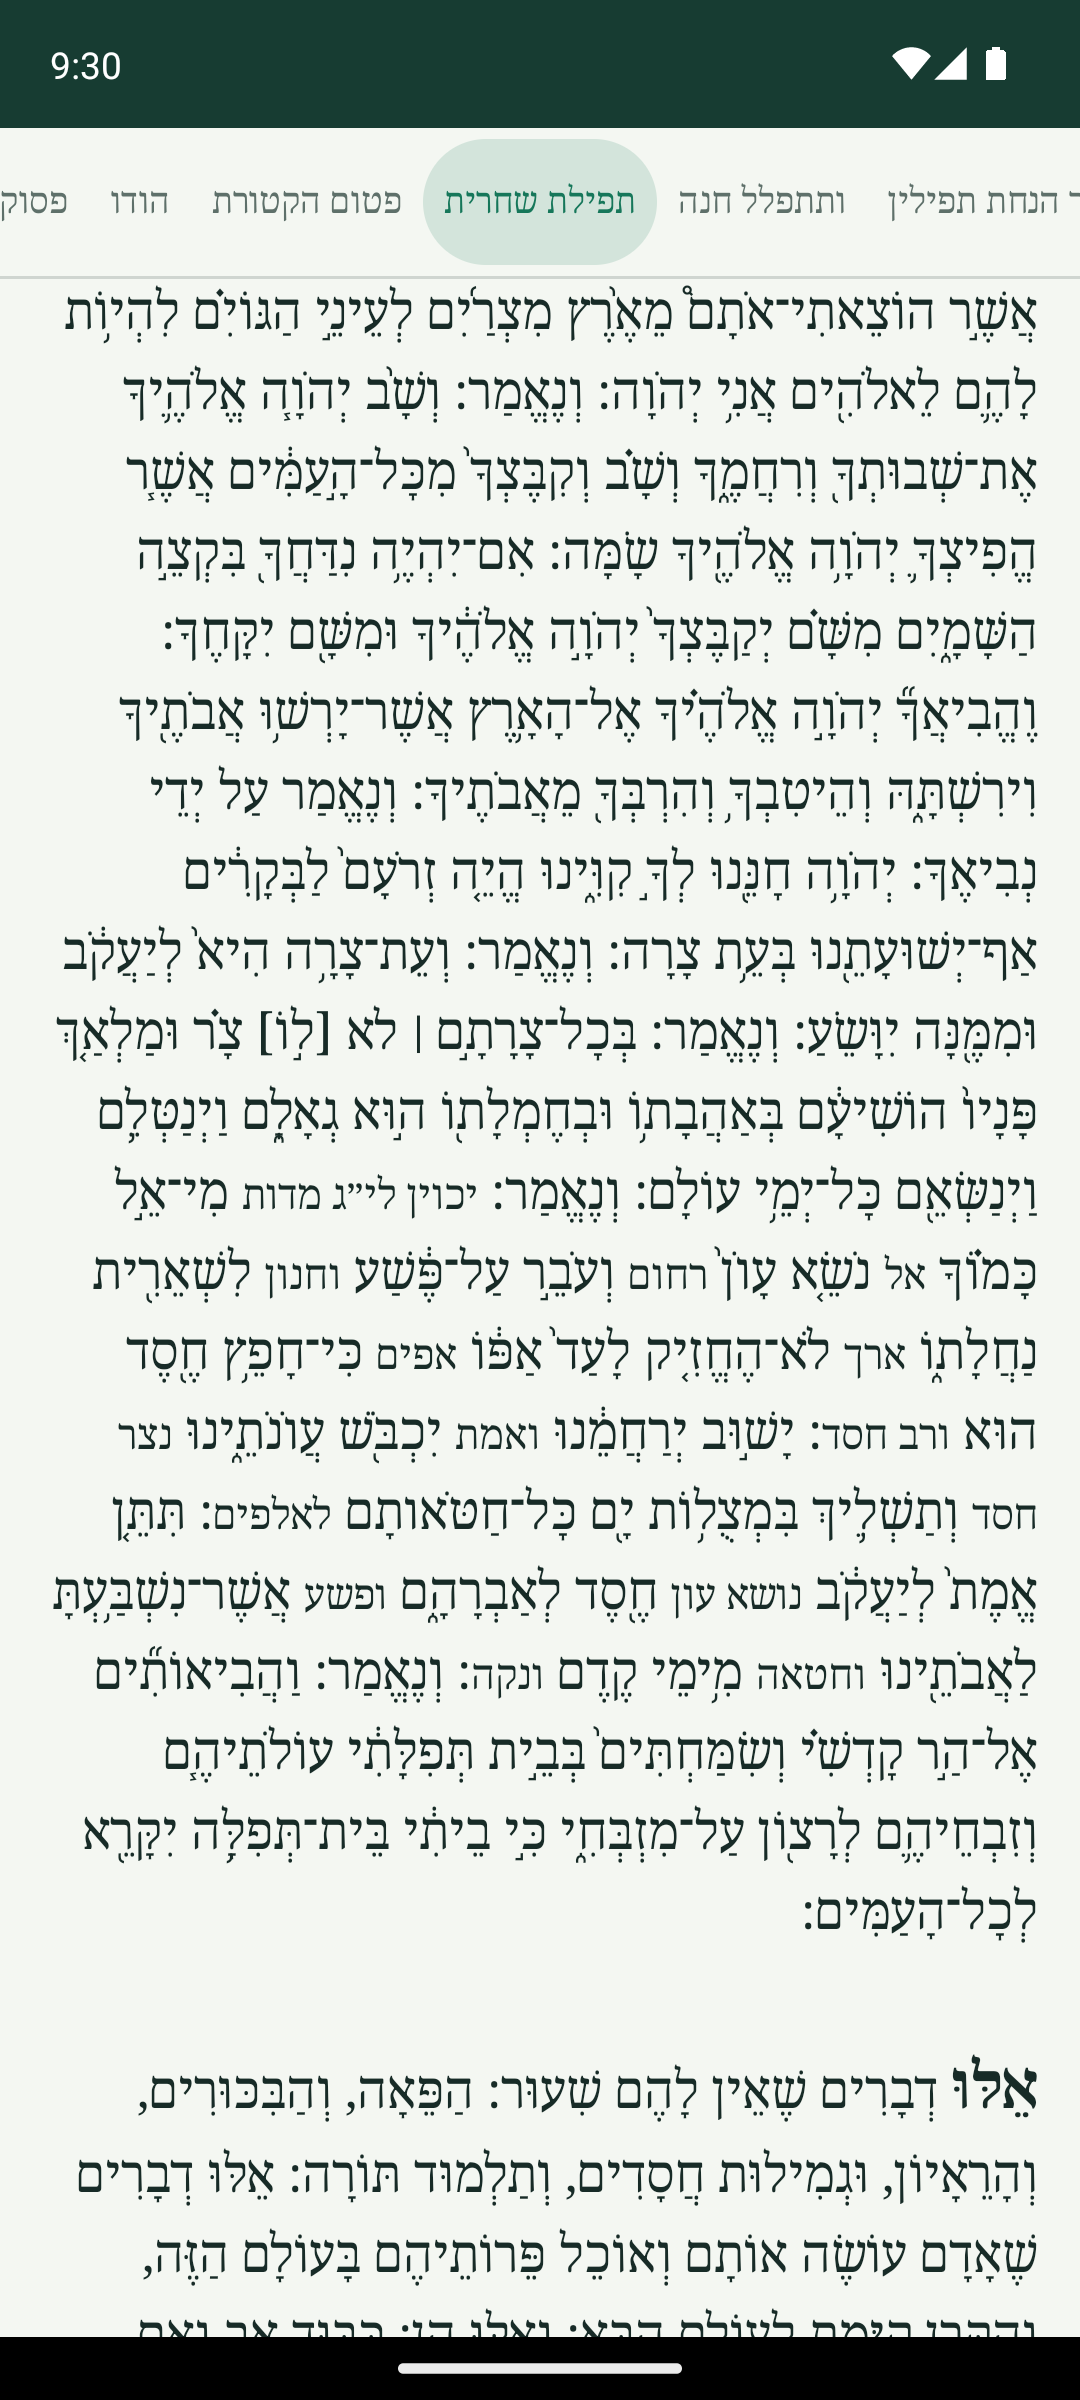 9:30
ר הנחת תפילין ותתפלל חנה תפילת שחרית פטום הקטורת הודו פסוק
אֲשֶׁ֣ר הוֹצֵֽאתִי־אֹתָם֩ מֵאֶ֨רֶץ מִצְרַ֜יִם לְעֵינֵ֣י הַגּוֹיִ֗ם לִֽהְי֥וֹת
לָהֶ֛ם לֵאלֹהִ֖ים אֲנִ֥י יְהֹוָֽה׃ וְנֶאֱמַר׃ וְשָׁ֨ב יְהֹוָ֧ה אֱלֹהֶ֛יךָ
אֶת־שְׁבוּתְךָ֖ וְרִחֲמֶ֑ךָ וְשָׁ֗ב וְקִבֶּצְךָ֙ מִכׇּל־הָ֣עַמִּ֔ים אֲשֶׁ֧ר
הֱפִֽיצְךָ֛ יְהֹוָ֥ה אֱלֹהֶ֖יךָ שָֽׁמָּה׃ אִם־יִהְיֶ֥ה נִֽדַּחֲךָ֖ בִּקְצֵ֣ה
הַשָּׁמָ֑יִם מִשָּׁ֗ם יְקַבֶּצְךָ֙ יְהֹוָ֣ה אֱלֹהֶ֔יךָ וּמִשָּׁ֖ם יִקָּחֶֽךָ׃
וֶהֱבִֽיאֲךָ֞ יְהֹוָ֣ה אֱלֹהֶ֗יךָ אֶל־הָאָ֛רֶץ אֲשֶׁר־יָרְשׁ֥וּ אֲבֹתֶ֖יךָ
וִֽירִשְׁתָּ֑הּ וְהֵיטִבְךָ֥ וְהִרְבְּךָ֖ מֵאֲבֹתֶֽיךָ׃ וְנֶאֱמַר עַל יְדֵי
נְבִיאֶךָ׃ יְהֹוָ֥ה חׇנֵּ֖נוּ לְךָ֣ קִוִּ֑ינוּ הֱיֵ֤ה זְרֹעָם֙ לַבְּקָרִ֔ים
אַף־יְשׁוּעָתֵ֖נוּ בְּעֵ֥ת צָרָֽה׃ וְנֶאֱמַר׃ וְעֵת־צָרָ֥ה הִיא֙ לְיַֽעֲקֹ֔ב
וּמִמֶּ֖נָּה יִוָּשֵֽׁעַ׃ וְנֶאֱמַר׃ בְּֽכׇל־צָרָתָ֣ם ׀ לא [ל֣וֹ] צָ֗ר וּמַלְאַ֤ךְ
פָּנָיו֙ הֽוֹשִׁיעָ֔ם בְּאַהֲבָת֥וֹ וּבְחֶמְלָת֖וֹ ה֣וּא גְאָלָ֑ם וַֽיְנַטְּלֵ֥ם
וַֽיְנַשְּׂאֵ֖ם כׇּל־יְמֵ֥י עוֹלָֽם׃ וְנֶאֱמַר׃ יכוין לי״ג מדות מִי־אֵ֣ל
כָּמ֗וֹךָ אל נֹשֵׂ֤א עָוֺן֙ רחום וְעֹבֵ֣ר עַל־פֶּ֔שַׁע וחנון לִשְׁאֵרִ֖ית
נַחֲלָת֑וֹ ארך לֹא־הֶחֱזִ֤יק לָעַד֙ אַפּ֔וֹ אפים כִּֽי־חָפֵ֥ץ חֶ֖סֶד
הֽוּא ורב חסד׃ יָשׁ֣וּב יְרַֽחֲמֵ֔נוּ ואמת יִכְבֹּ֖שׁ עֲוֺנֹתֵ֑ינוּ נצר
חסד וְתַשְׁלִ֛יךְ בִּמְצֻל֥וֹת יָ֖ם כׇּל־חַטֹּאותָֽם לאלפים׃ תִּתֵּ֤ן
אֱמֶת֙ לְיַֽעֲקֹ֔ב נושא עון חֶ֖סֶד לְאַבְרָהָ֑ם ופשע אֲשֶׁר־נִשְׁבַּ֥עְתָּ
לַאֲבֹתֵ֖ינוּ וחטאה מִ֥ימֵי קֶֽדֶם ונקה׃ וְנֶאֱמַר׃ וַהֲבִיאוֹתִ֞ים
אֶל־הַ֣ר קׇדְשִׁ֗י וְשִׂמַּחְתִּים֙ בְּבֵ֣ית תְּפִלָּתִ֔י עוֹלֹתֵיהֶ֧ם
וְזִבְחֵיהֶ֛ם לְרָצ֖וֹן עַֽל־מִזְבְּחִ֑י כִּ֣י בֵיתִ֔י בֵּית־תְּפִלָּ֥ה יִקָּרֵ֖א
לְכׇל־הָעַמִּֽים׃
אֵלּוּ דְבָרִים שֶׁאֵין לָהֶם שִׁעוּר׃ הַפֵּאָה, וְהַבִּכּוּרִים,
וְהָרֵאָיוֹן, וּגְמִילוּת חֲסָדִים, וְתַלְמוּד תּוֹרָה׃ אֵלּוּ דְבָרִים
שֶׁאָדָם עוֹשֶׂה אוֹתָם וְאוֹכֵל פֵּרוֹתֵיהֶם בָּעוֹלָם הַזֶּה,